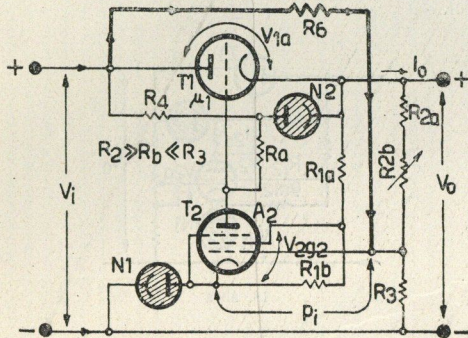 R6
V1a
+
T1
μ1
N2
Io
+
R4
R2a
R2≫Rb≪R3
Ra
R1a
R2b
Vi
Vo
T2
A2
V2g2
N1
R1b
R3
Pi
−
−